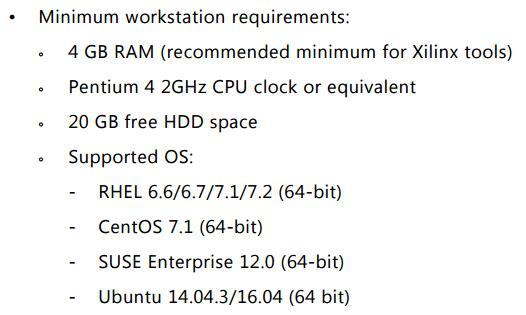 • Minimum workstation requirements:
∘ 4 GB RAM (recommended minimum for Xilinx tools)
∘ Pentium 4 2GHz CPU clock or equivalent
∘ 20 GB free HDD space
∘ Supported OS:
- RHEL 6.6/6.7/7.1/7.2 (64-bit)
- CentOS 7.1 (64-bit)
- SUSE Enterprise 12.0 (64-bit)
- Ubuntu 14.04.3/16.04 (64 bit)